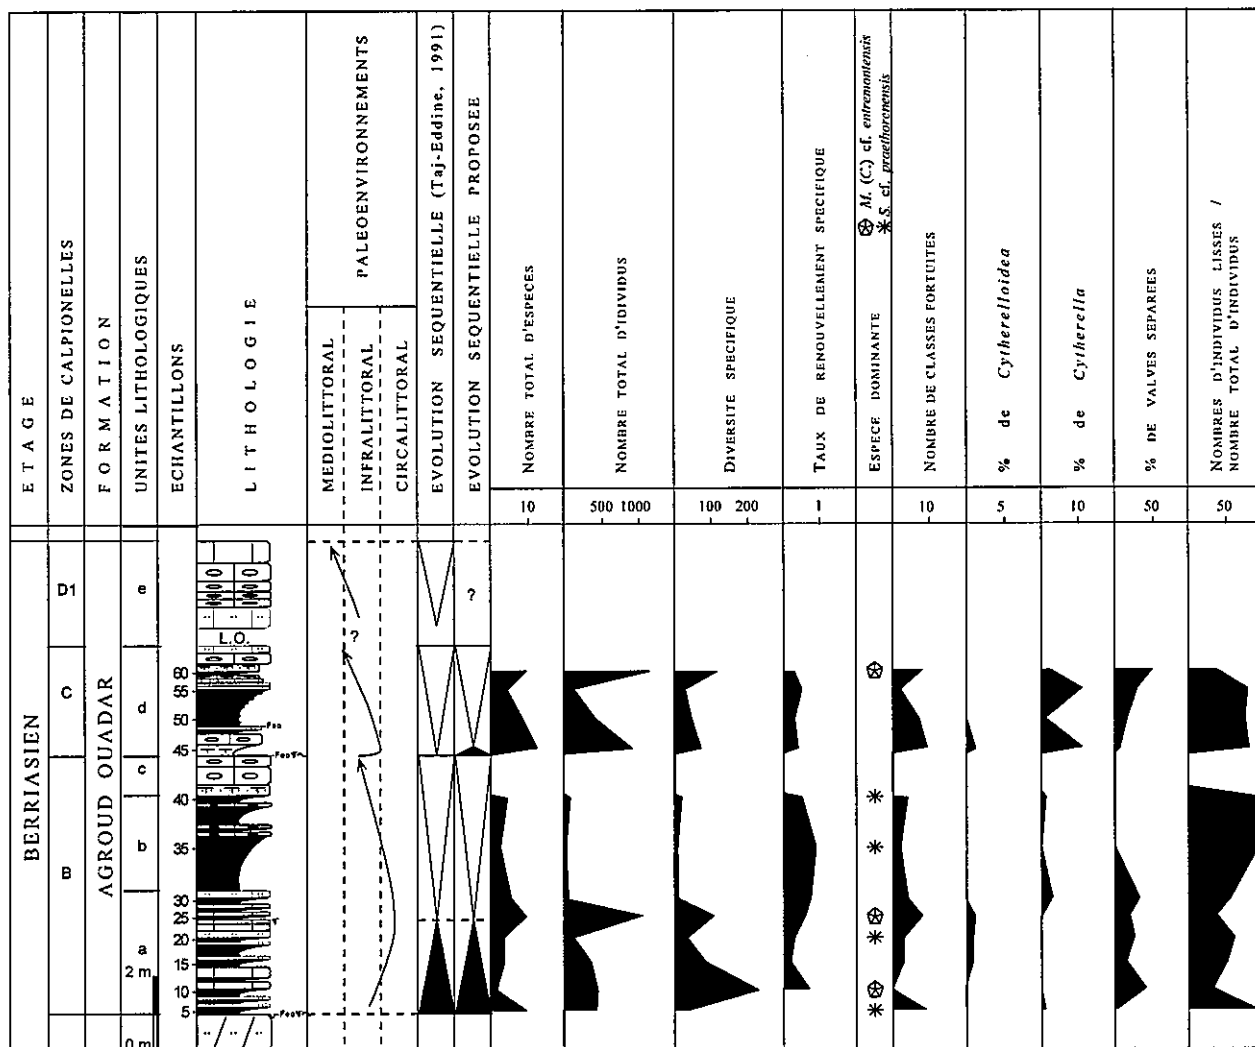 ETAGE
ZONES DE CALPIONELLES
FORMATION
UNITES LITHOLOGIQUES
ECHANTILLONS
LITHOLOGIE
PALEOENVIRONNEMENTS
MEDIOLITTORAL
INFRALITTORAL
CIRCALITTORAL
EVOLUTION SEQUENTIELLE (Taj-Eddine, 1991)
EVOLUTION SEQUENTIELLE PROPOSEE
NOMBRE TOTAL D'ESPECES
NOMBRE TOTAL D'IDIVIDUS
DIVERSITE SPECIFIQUE
TAUX DE RENOUVELLEMENT SPECIFIQUE
ESPECE DOMINANTE
M. (C.) cf. entremontensis
S. cf. praethorenensis
NOMBRE DE CLASSES FORTUITES
% de Cytherelloidea
% de Cytherella
% DE VALVES SEPAREES
NOMBRES D'INDIVIDUS LISSES /
NOMBRE TOTAL D'INDIVIDUS
10
500 1000
100 200
1
10
5
10
50
50
BERRIASIEN
D1
C
B
AGROUD OUADAR
e
d
c
b
a
2 m
0 m
60
55
50
45
40
35
30
25
20
15
10
5
L.O.
?
?